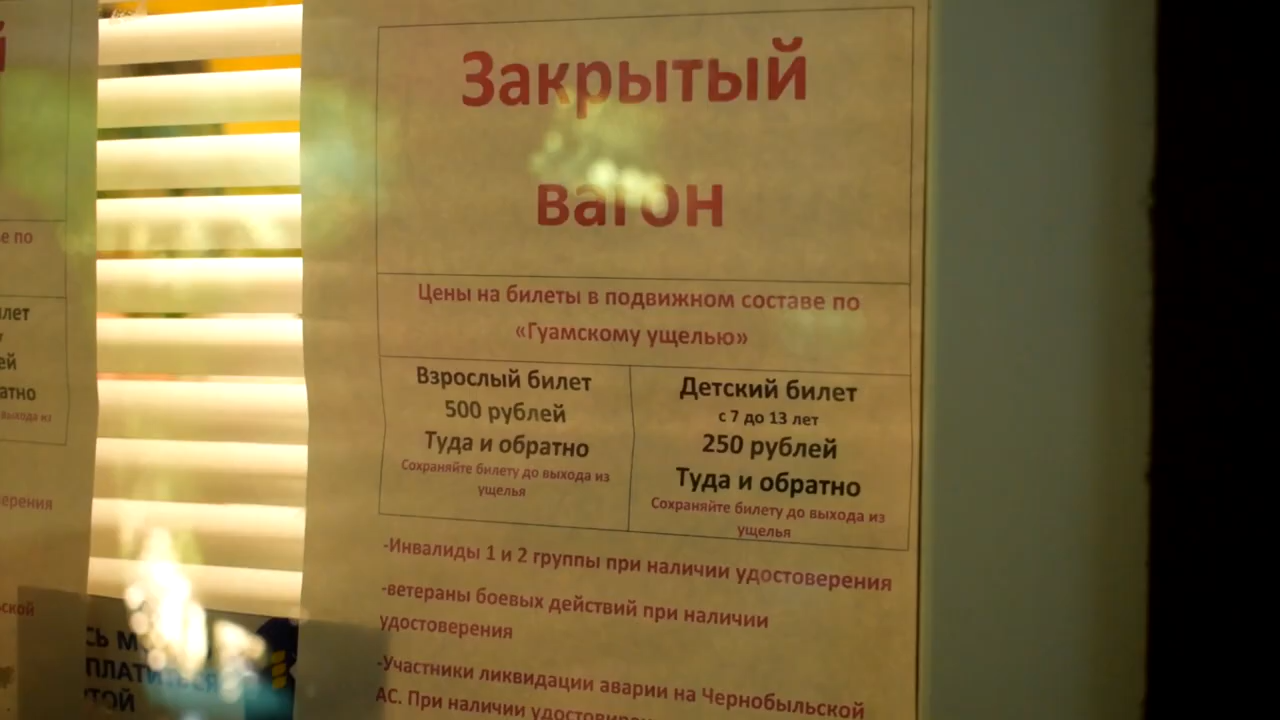 Закрытый
вагон
Цены на билеты в подвижном составе по
«Гуамскому ущелью»
Взрослый билет
500 рублей
Туда и обратно
Сохраняйте билету до выхода из
ущелья
Детский билет
с 7 до 13 лет
250 рублей
Туда и обратно
Сохраняйте билету до выхода из
ущелья
-Инвалиды 1 и 2 группы при наличии удостоверения
-ветераны боевых действий при наличии
удостоверения
-Участники ликвидации аварии на Чернобыльской
АС. При наличии
е по
выхода из